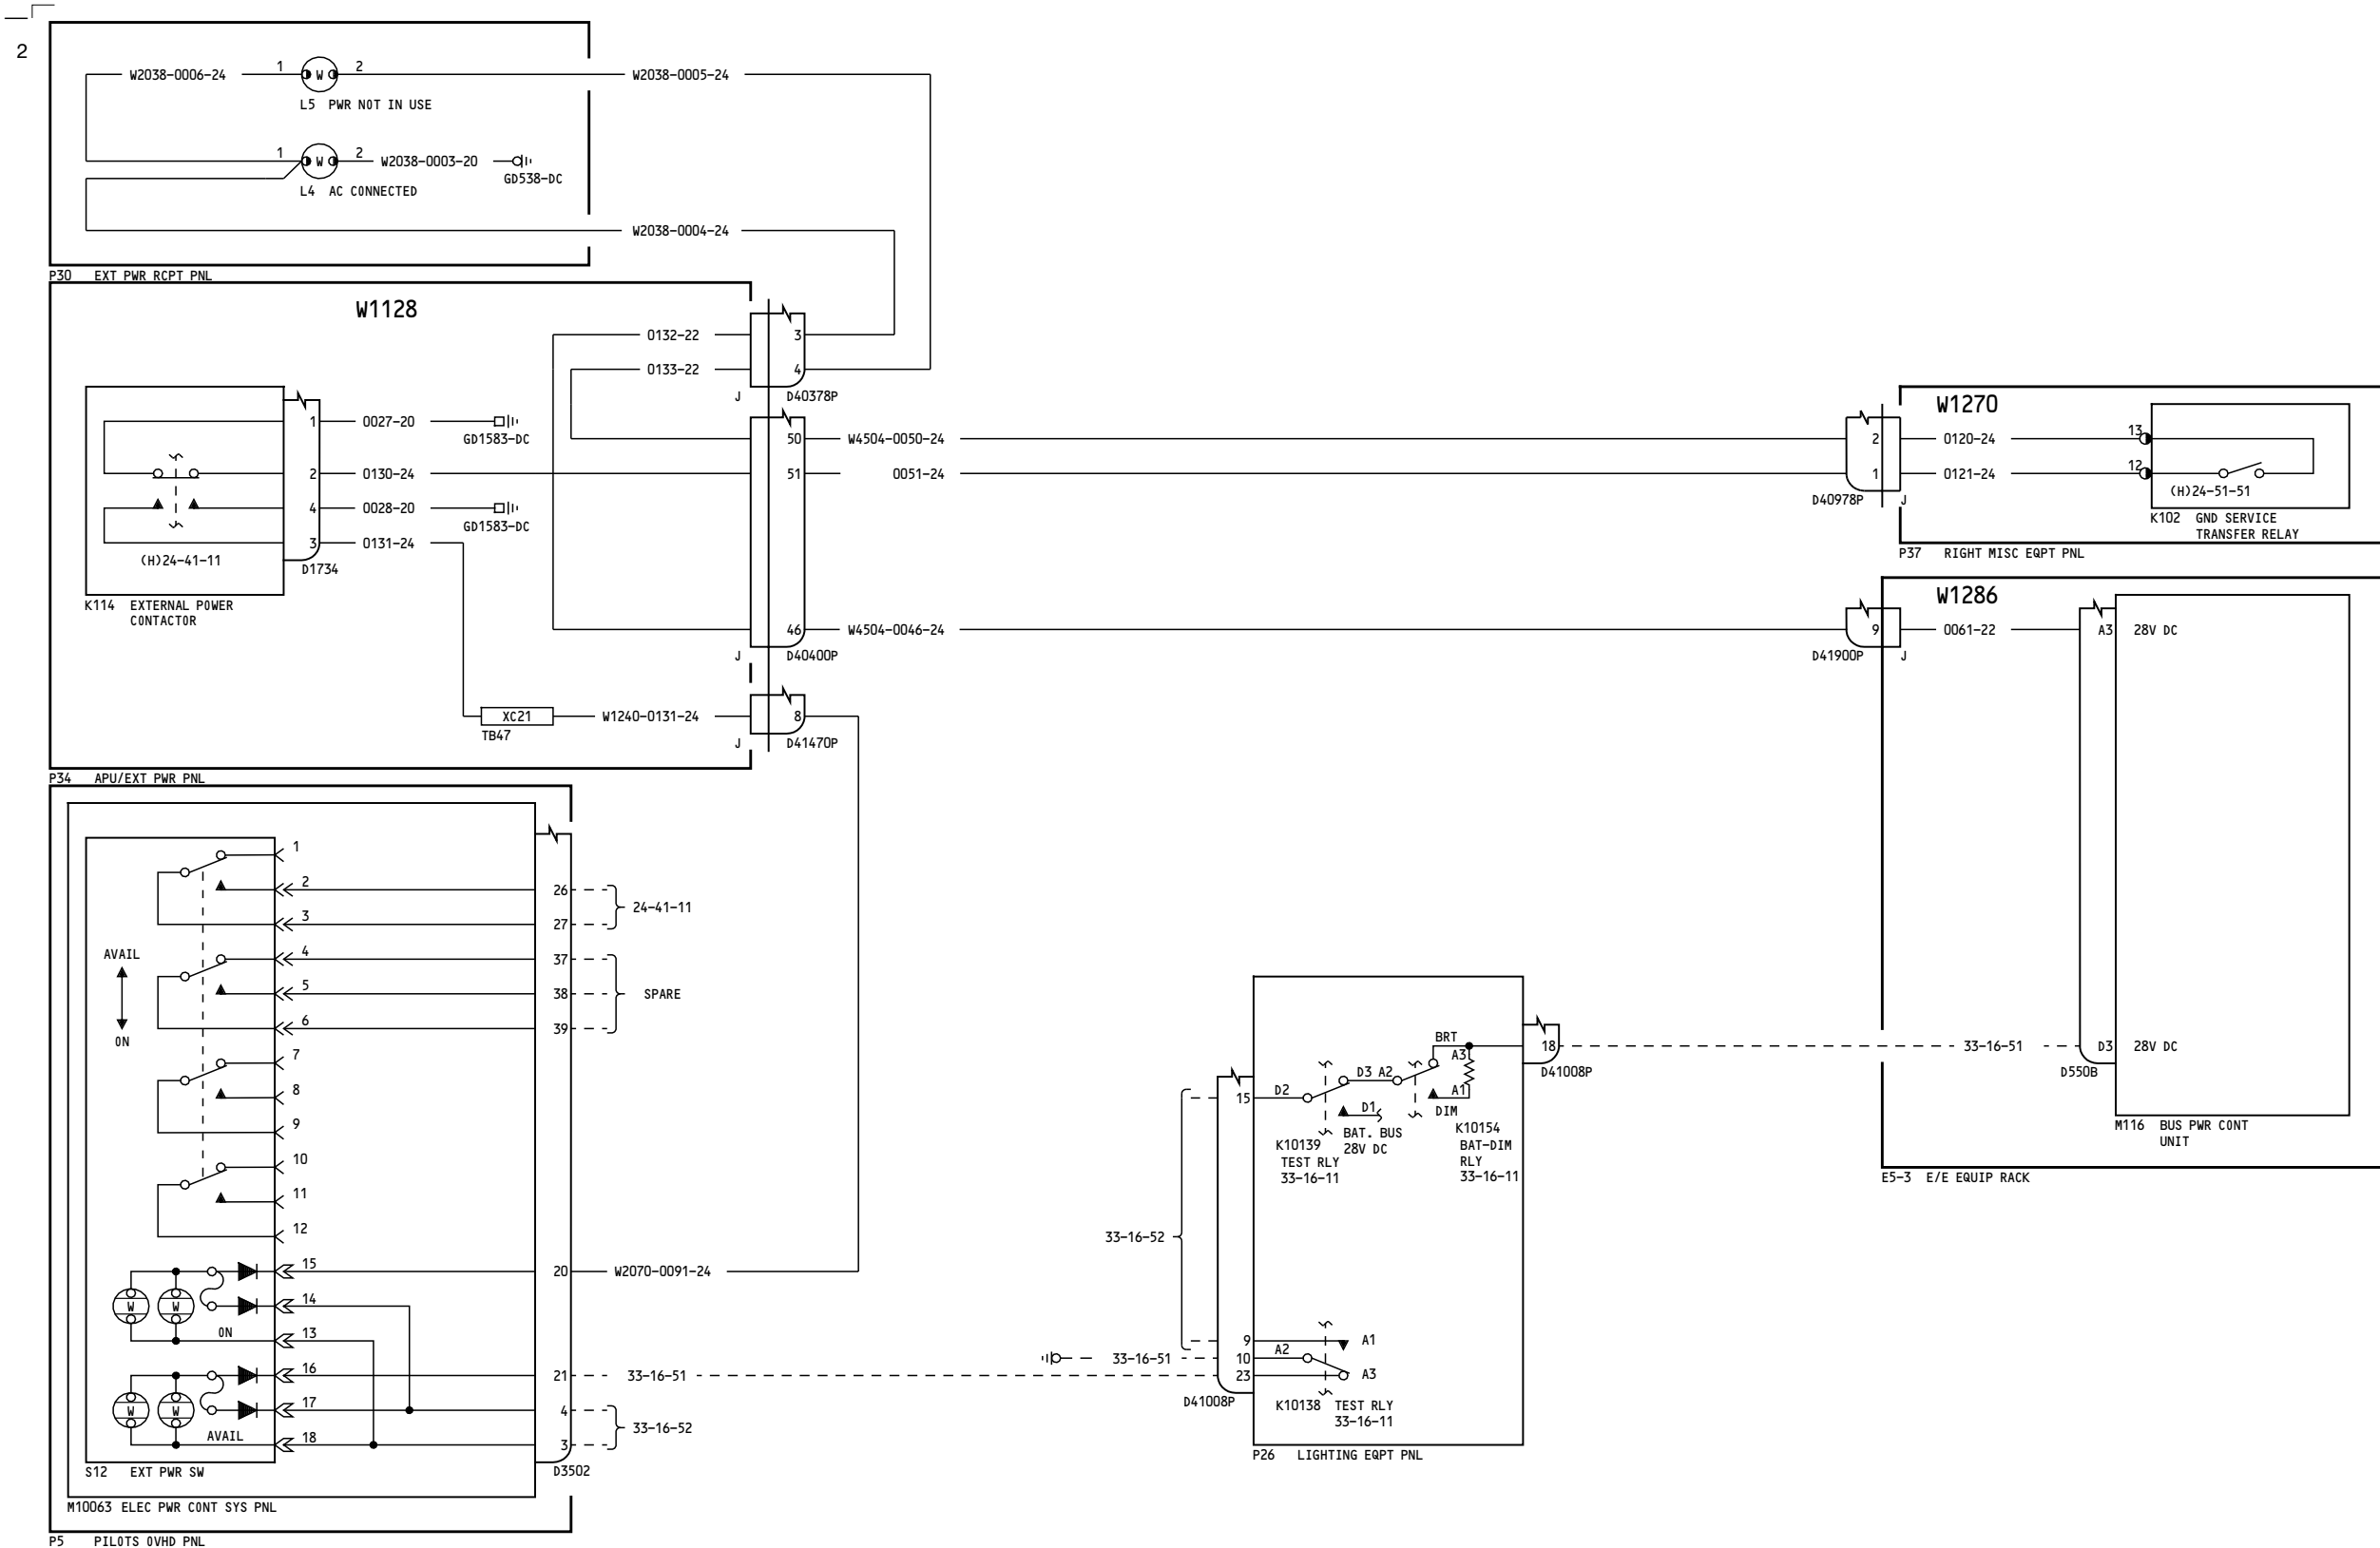 2
W2038-0006-24 1 W 2 W2038-0005-24
L5 PWR NOT IN USE
1 W 2 W2038-0003-20
GD538-DC
L4 AC CONNECTED
W2038-0004-24
P30 EXT PWR RCPT PNL
W1128
0132-22 3
0133-22 4
J D40378P
1 0027-20
GD1583-DC
2 0130-24
4 0028-20
GD1583-DC
3 0131-24
(H)24-41-11
D1734
K114 EXTERNAL POWER
CONTACTOR
50 W4504-0050-24
51 0051-24
46 W4504-0046-24
J D40400P
XC21 W1240-0131-24 8
TB47
J D41470P
P34 APU/EXT PWR PNL
W1270
2 0120-24 13
1 0121-24 12
D40978P J
(H)24-51-51
K102 GND SERVICE
TRANSFER RELAY
P37 RIGHT MISC EQPT PNL
W1286
9 0061-22 A3 28V DC
D41900P J
33-16-51 D3 28V DC
D550B
M116 BUS PWR CONT
UNIT
E5-3 E/E EQUIP RACK
1
2 26
24-41-11
3 27
4 37
AVAIL
5 38 SPARE
6 39
ON
7
8
9
10
11
12
15 20 W2070-0091-24
14
W W
ON 13
16 21 33-16-51
17 4
W W
33-16-52
AVAIL 18 3
S12 EXT PWR SW
D3502
M10063 ELEC PWR CONT SYS PNL
P5 PILOTS OVHD PNL
BRT
A3 18
D41008P
D3 A2
15 D2
A1
D1 DIM
K10139
TEST RLY
33-16-11
BAT. BUS
28V DC
K10154
BAT-DIM
RLY
33-16-11
33-16-52
9 A1
33-16-51 10 A2
23 A3
D41008P
K10138 TEST RLY
33-16-11
P26 LIGHTING EQPT PNL